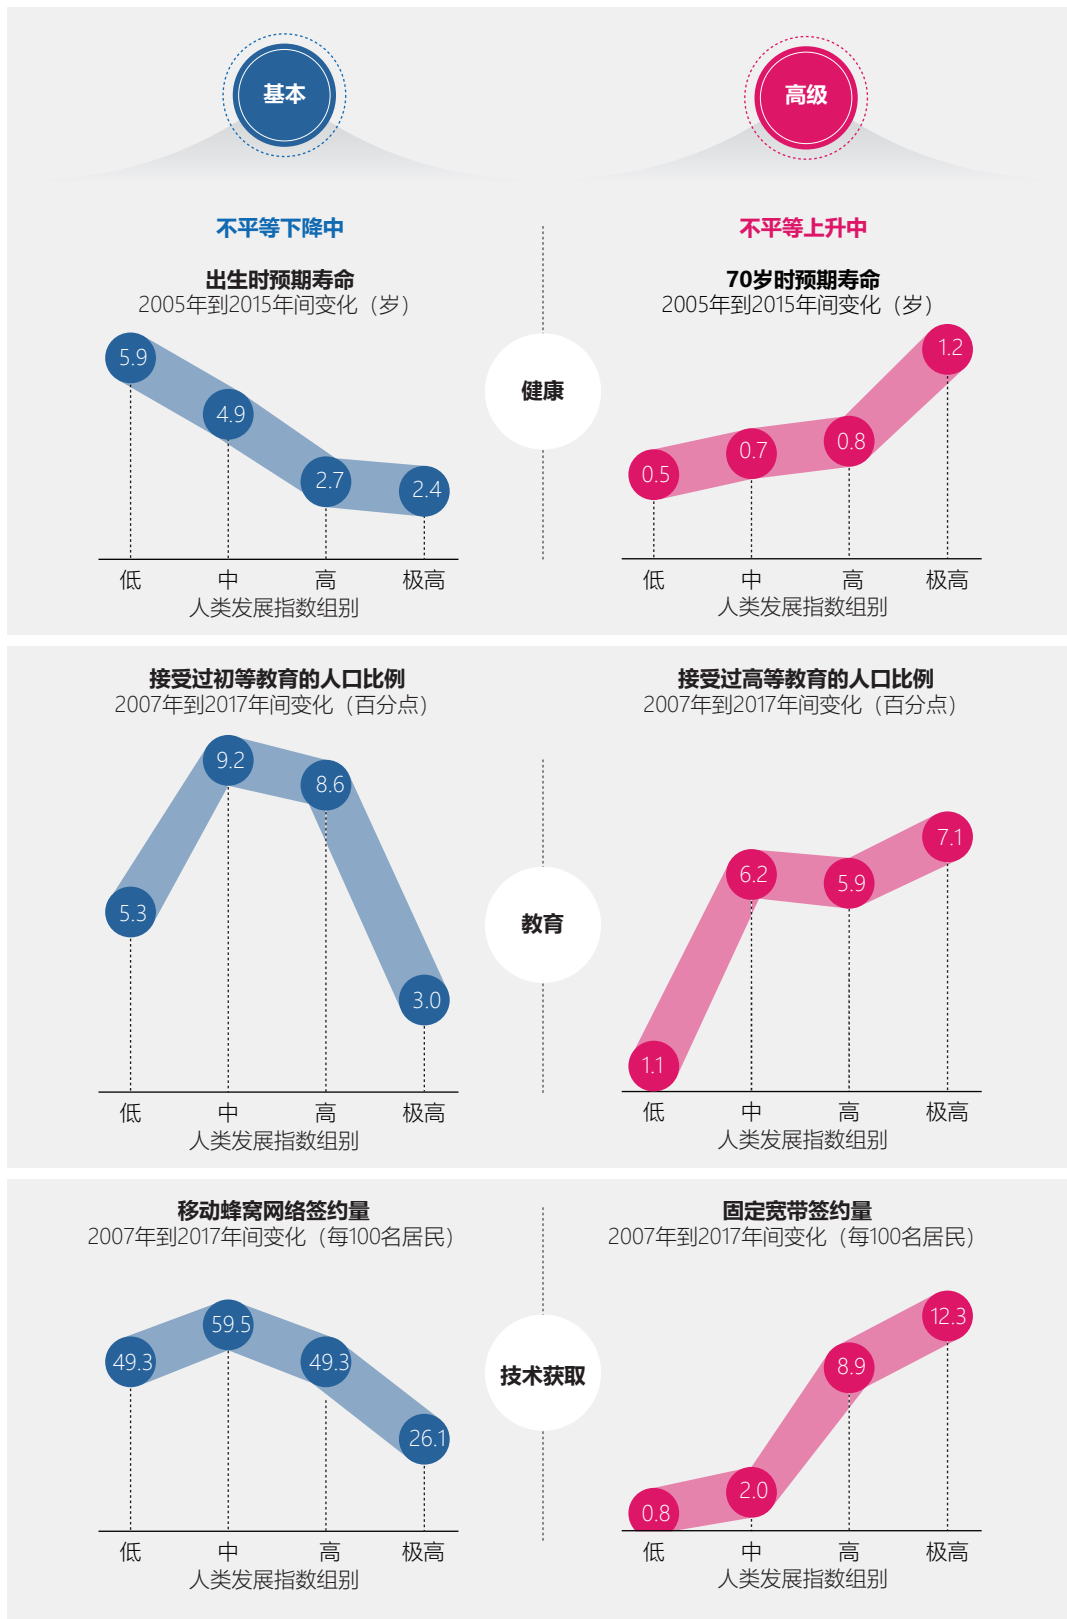 基本
高级
不平等下降中
不平等上升中
出生时预期寿命
2005年到2015年间变化（岁）
5.9
4.9
2.7
2.4
低
中
高
极高
人类发展指数组别
健康
70岁时预期寿命
2005年到2015年间变化（岁）
0.5
0.7
0.8
1.2
低
中
高
极高
人类发展指数组别
接受过初等教育的人口比例
2007年到2017年间变化（百分点）
5.3
9.2
8.6
3.0
低
中
高
极高
人类发展指数组别
教育
接受过高等教育的人口比例
2007年到2017年间变化（百分点）
1.1
6.2
5.9
7.1
低
中
高
极高
人类发展指数组别
移动蜂窝网络签约量
2007年到2017年间变化（每100名居民）
49.3
59.5
49.3
26.1
低
中
高
极高
人类发展指数组别
技术获取
固定宽带签约量
2007年到2017年间变化（每100名居民）
0.8
2.0
8.9
12.3
低
中
高
极高
人类发展指数组别